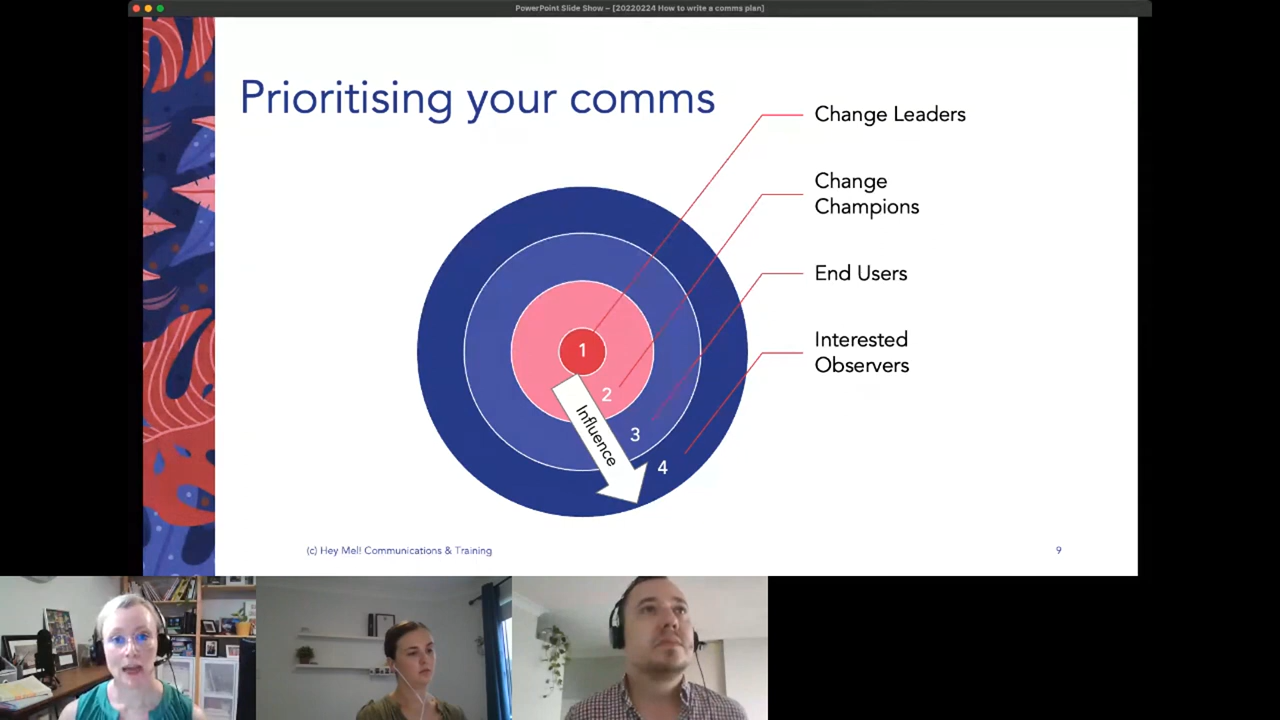 PowerPoint Slide Show – [20220224 How to write a comms plan]
Prioritising your comms
Change Leaders
Change
Champions
End Users
Interested
Observers
1
2
3
4
Influence
(c) Hey Mel! Communications & Training
9